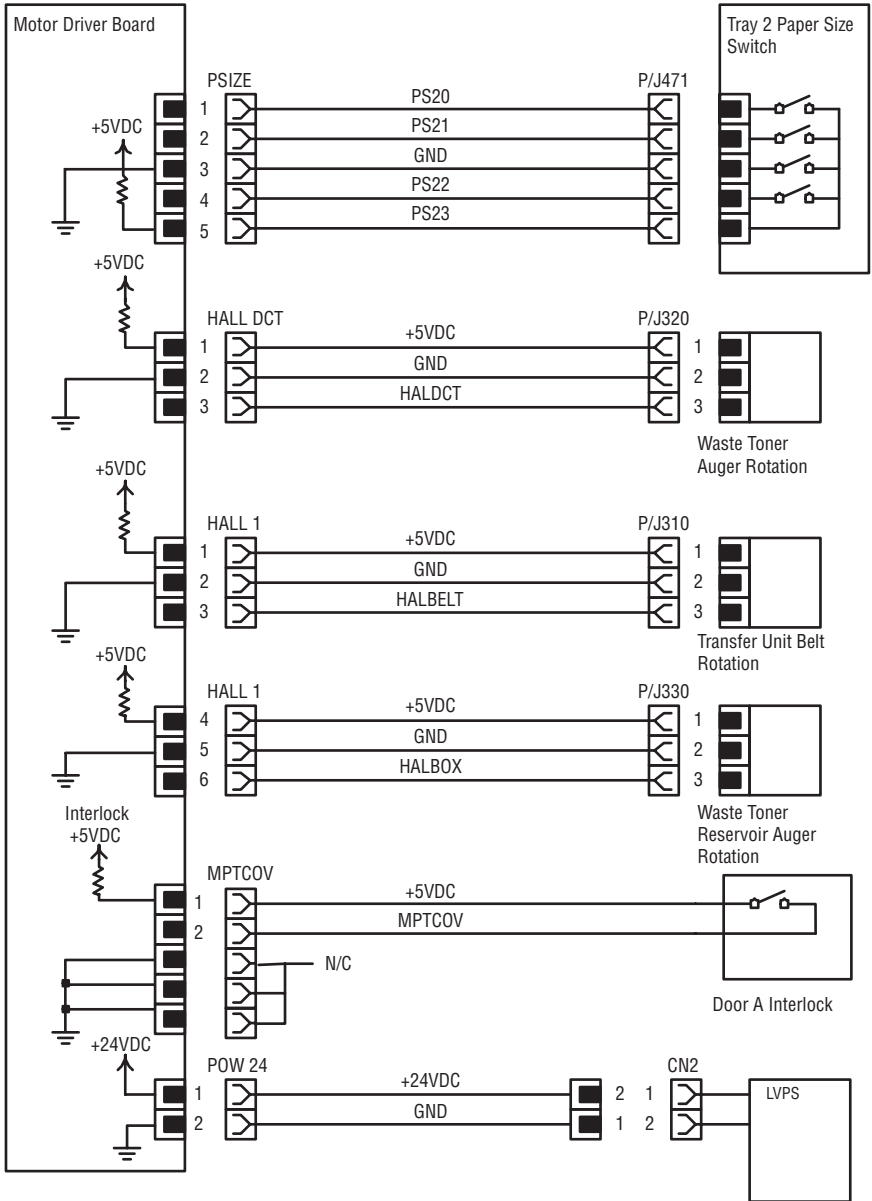 Motor Driver Board
Tray 2 Paper Size
Switch
PSIZE
P/J471
+5VDC
1
PS20
2
PS21
3
GND
4
PS22
5
PS23
+5VDC
HALL DCT
P/J320
1
+5VDC
1
2
GND
2
3
HALDCT
3
Waste Toner
Auger Rotation
+5VDC
HALL 1
P/J310
1
+5VDC
1
2
GND
2
3
HALBELT
3
Transfer Unit Belt
Rotation
+5VDC
HALL 1
P/J330
4
+5VDC
1
5
GND
2
6
HALBOX
3
Waste Toner
Reservoir Auger
Rotation
Interlock
+5VDC
MPTCOV
1
+5VDC
2
MPTCOV
N/C
Door A Interlock
+24VDC
POW 24
CN2
1
+24VDC
2 1
LVPS
2
GND
1 2